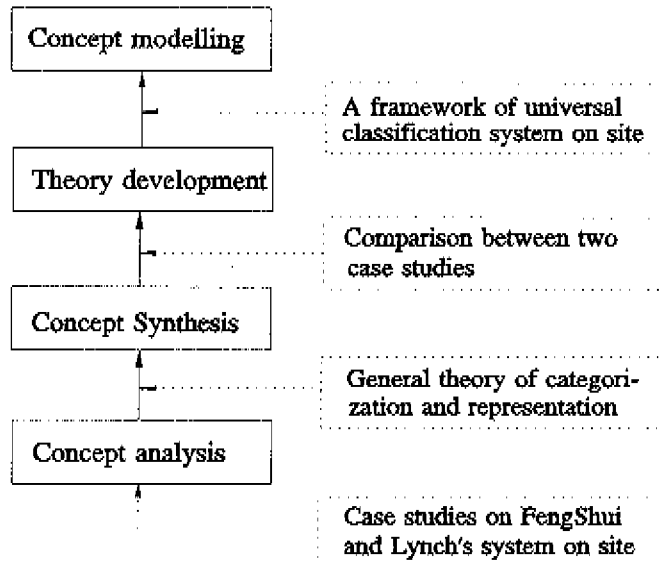 Concept modelling
A framework of universal
classification system on site
Theory development
Comparison between two
case studies
Concept Synthesis
General theory of categori-
zation and representation
Concept analysis
Case studies on FengShui
and Lynch's system on site